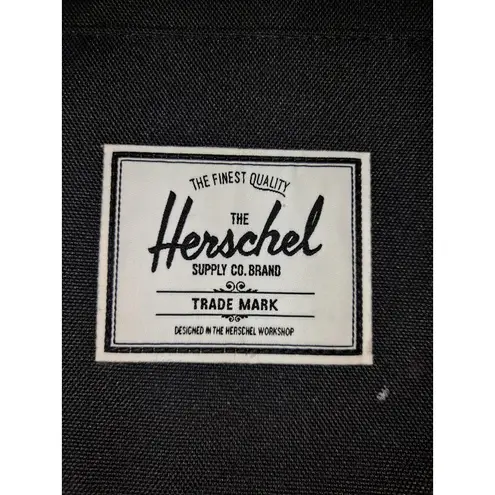 THE FINEST QUALITY
THE
Herschel
SUPPLY CO. BRAND
TRADE MARK
DESIGNED IN THE HERSCHEL WORKSHOP